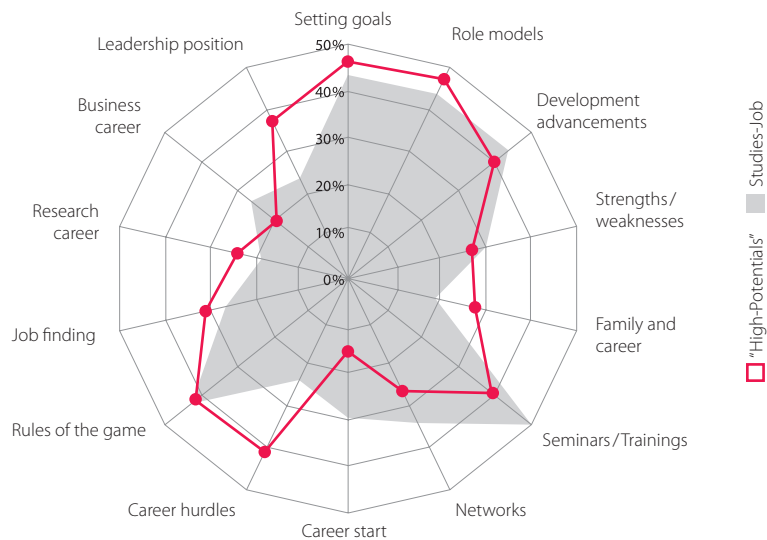 Setting goals
Role models
Leadership position
50%
Development
advancements
Business
career
40%
30%
Strengths/
weaknesses
Research
career
20%
10%
0%
Family and
career
Job finding
Rules of the game
Seminars/Trainings
Career hurdles
Networks
Career start
"High-Potentials"
Studies-Job